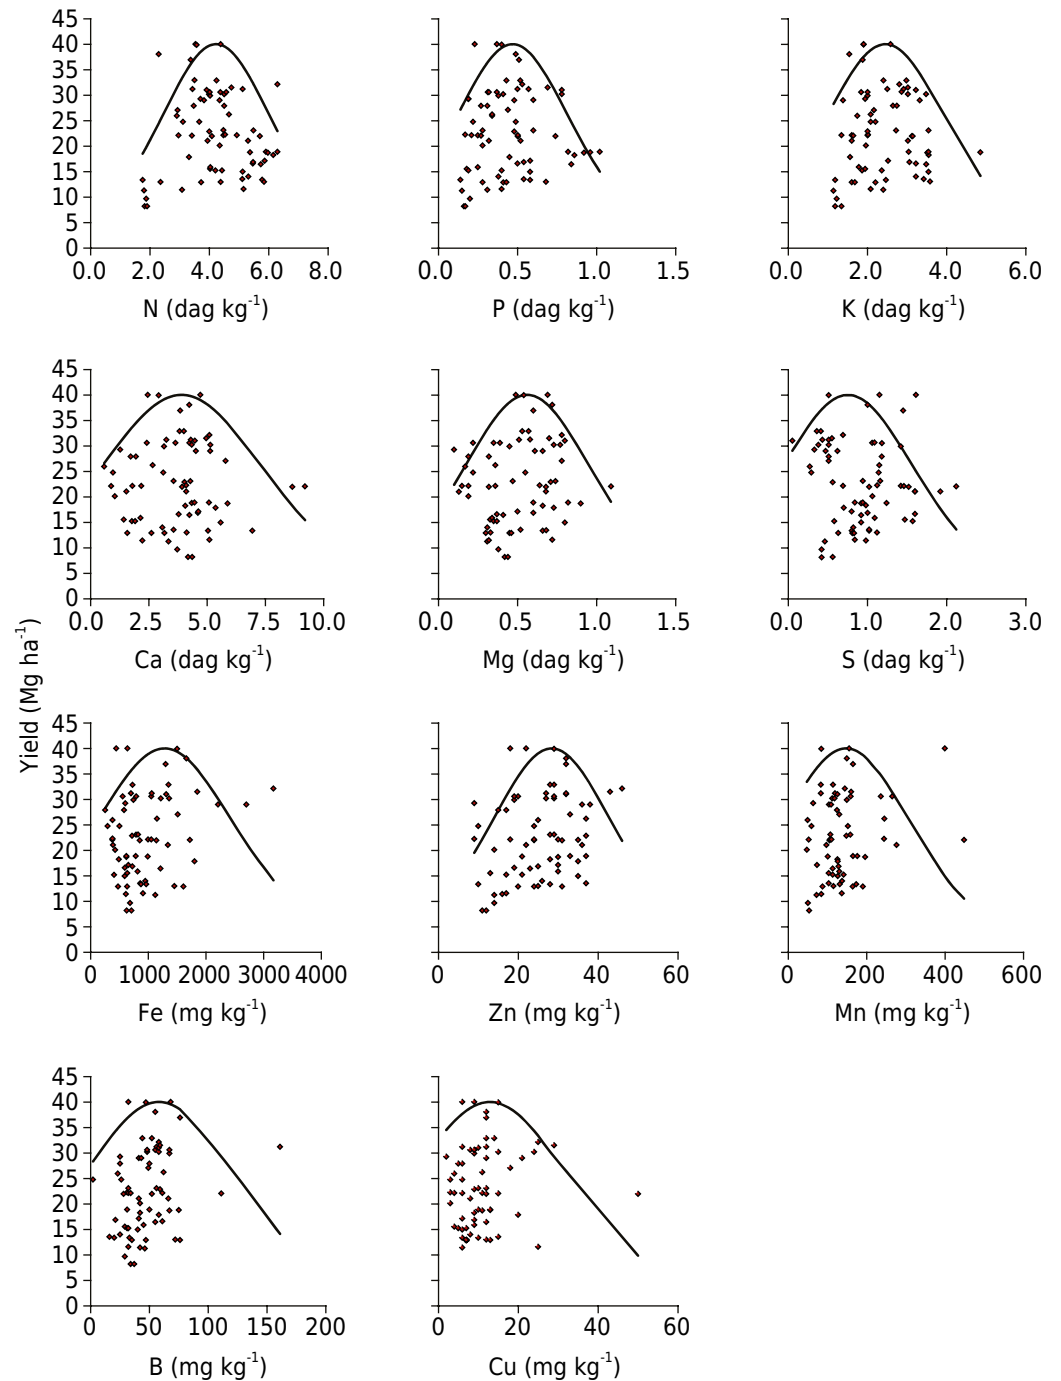 45
40
35
30
25
20
15
10
5
0
0.0 2.0 4.0 6.0 8.0
N (dag kg-1)
0.0 0.5 1.0 1.5
P (dag kg-1)
0.0 2.0 4.0 6.0
K (dag kg-1)
Yield (Mg ha-1)
45
40
35
30
25
20
15
10
5
0
0.0 2.5 5.0 7.5 10.0
Ca (dag kg-1)
0.0 0.5 1.0 1.5
Mg (dag kg-1)
0.0 1.0 2.0 3.0
S (dag kg-1)
45
40
35
30
25
20
15
10
5
0
0 1000 2000 3000 4000
Fe (mg kg-1)
0 20 40 60
Zn (mg kg-1)
0 200 400 600
Mn (mg kg-1)
45
40
35
30
25
20
15
10
5
0
0 50 100 150 200
B (mg kg-1)
0 20 40 60
Cu (mg kg-1)